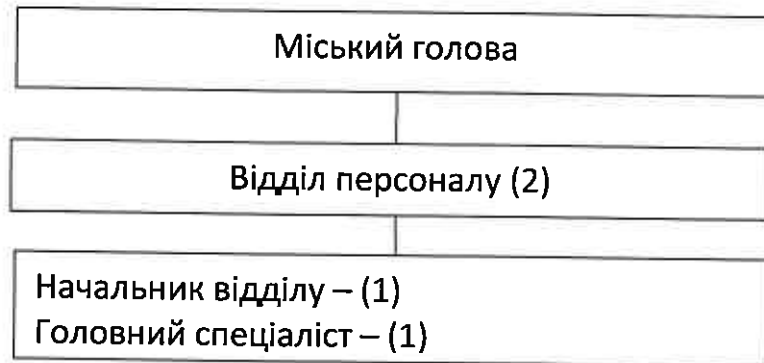 Міський голова
Відділ персоналу (2)
Начальник відділу – (1)
Головний спеціаліст – (1)